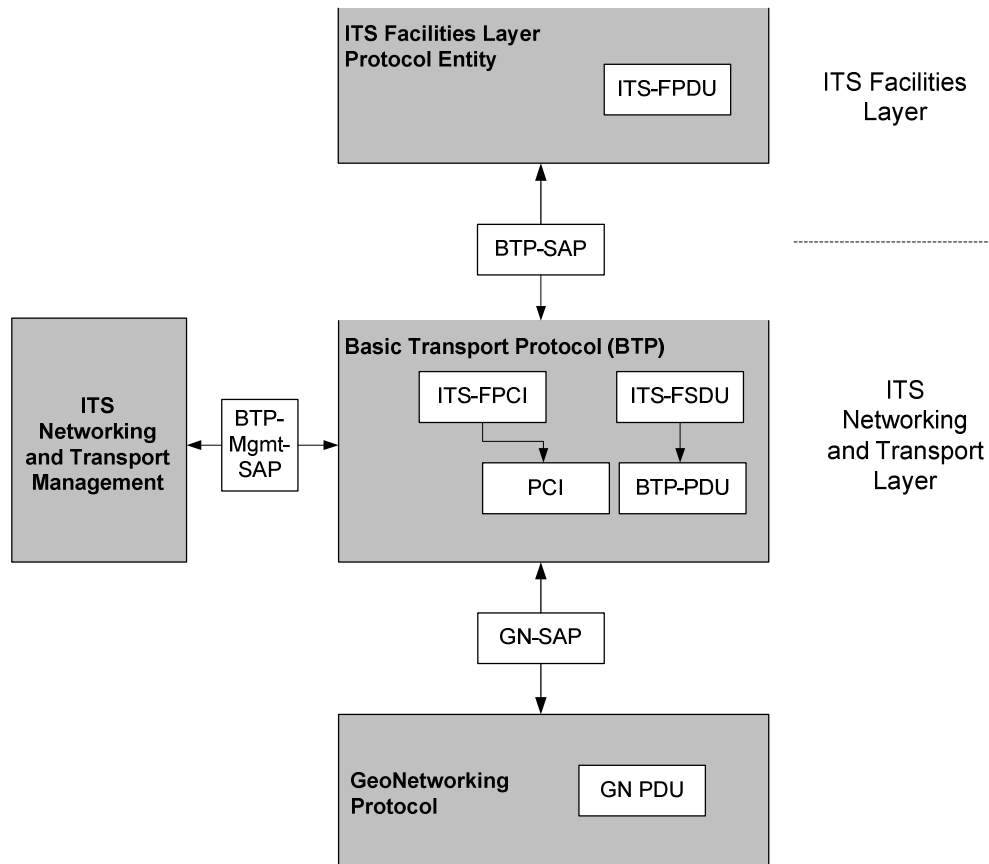 ITS Facilities Layer
Protocol Entity
ITS-FPDU
ITS Facilities
Layer
BTP-SAP
Basic Transport Protocol (BTP)
ITS-FPCI
ITS-FSDU
PCI
BTP-PDU
ITS
Networking
and Transport
Management
BTP-
Mgmt-
SAP
ITS
Networking
and Transport
Layer
GN-SAP
GeoNetworking
Protocol
GN PDU